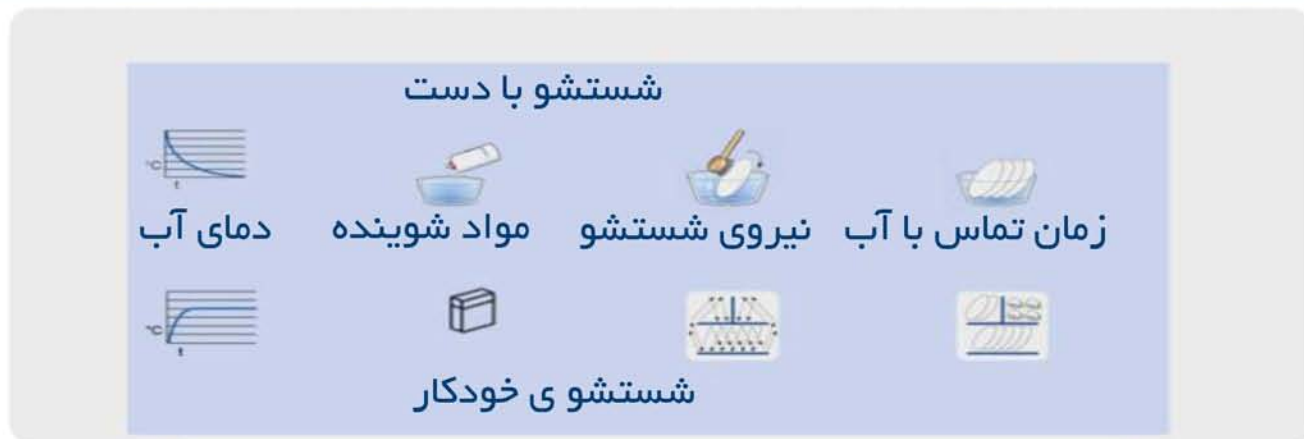 شستشو با دست
°C
t
زمان تماس با آب نیروی شستشو مواد شوینده دمای آب
°C
t
شستشو ی خودکار